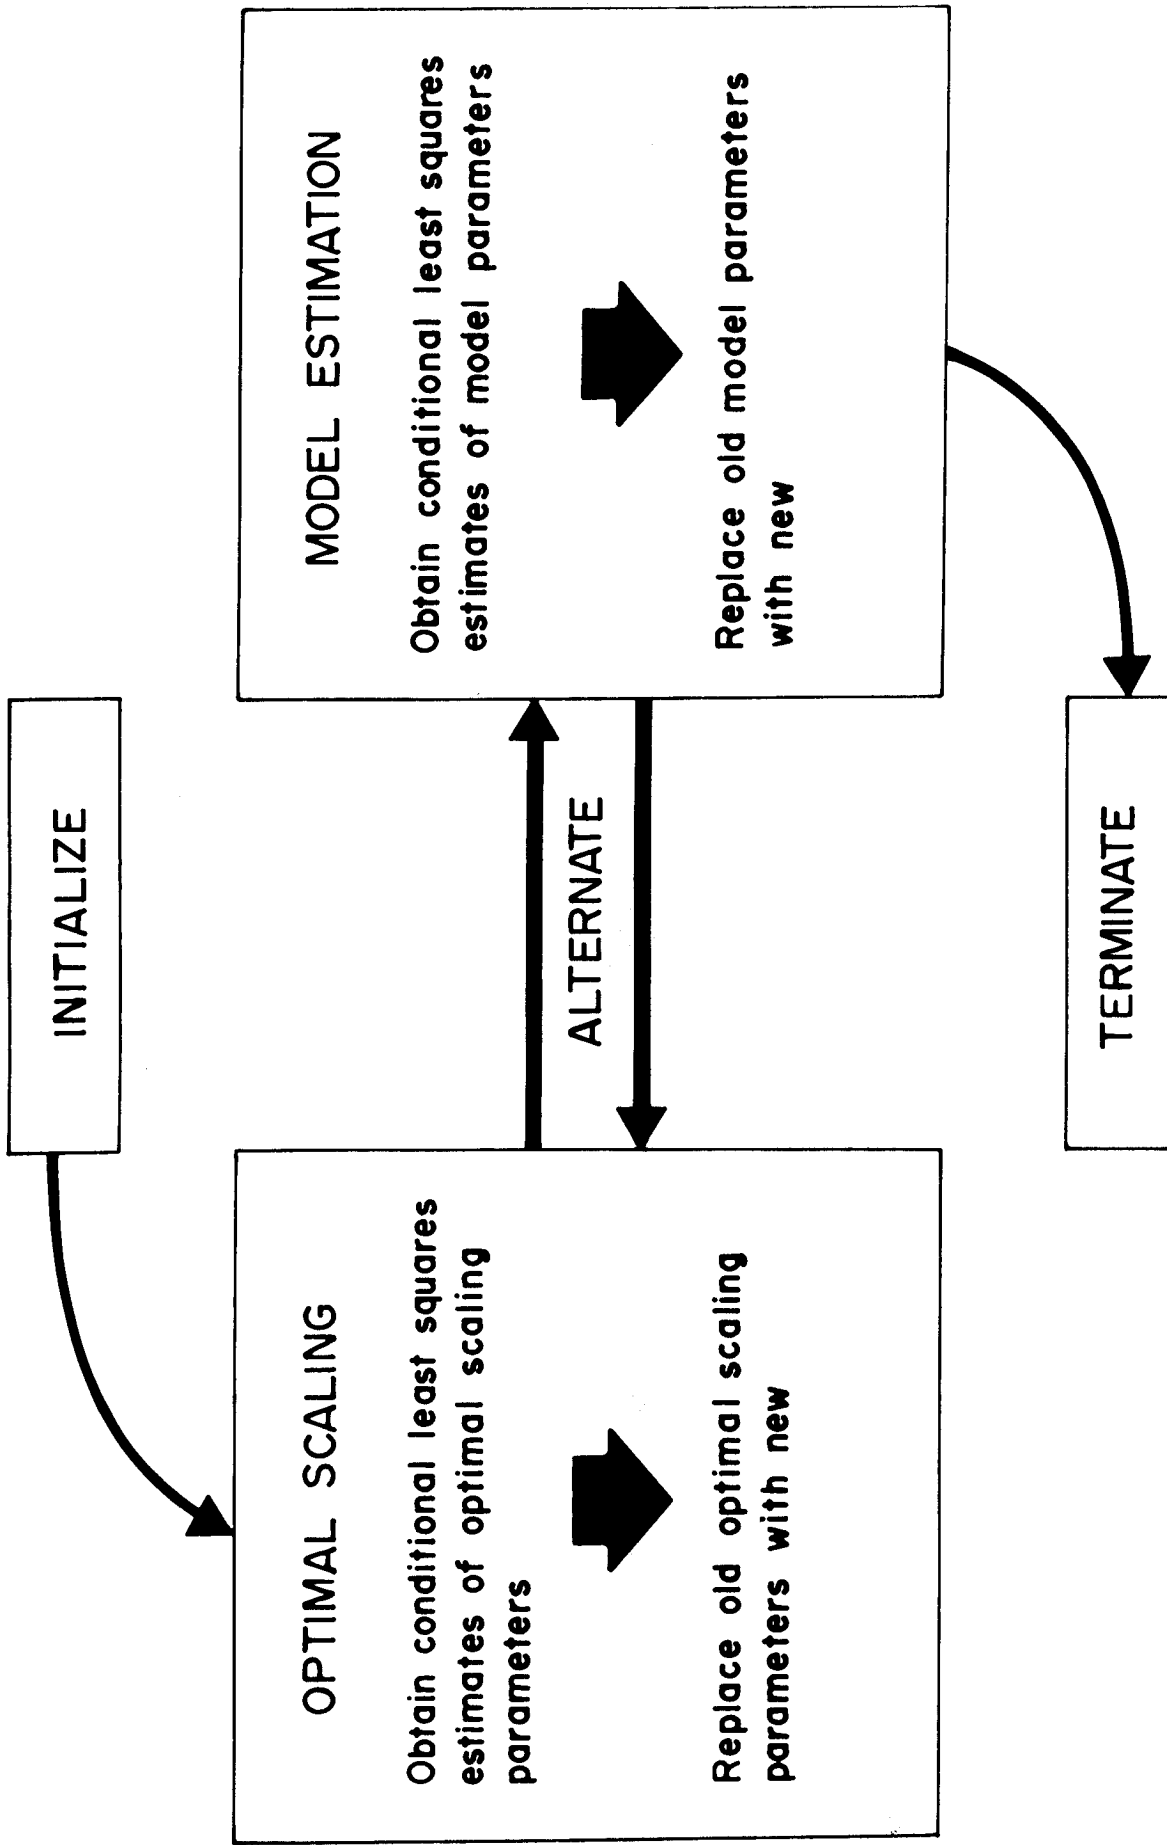 INITIALIZE
OPTIMAL SCALING
Obtain conditional least squares
estimates of optimal scaling
parameters
Replace old optimal scaling
parameters with new
ALTERNATE
MODEL ESTIMATION
Obtain conditional least squares
estimates of model parameters
Replace old model parameters
with new
TERMINATE